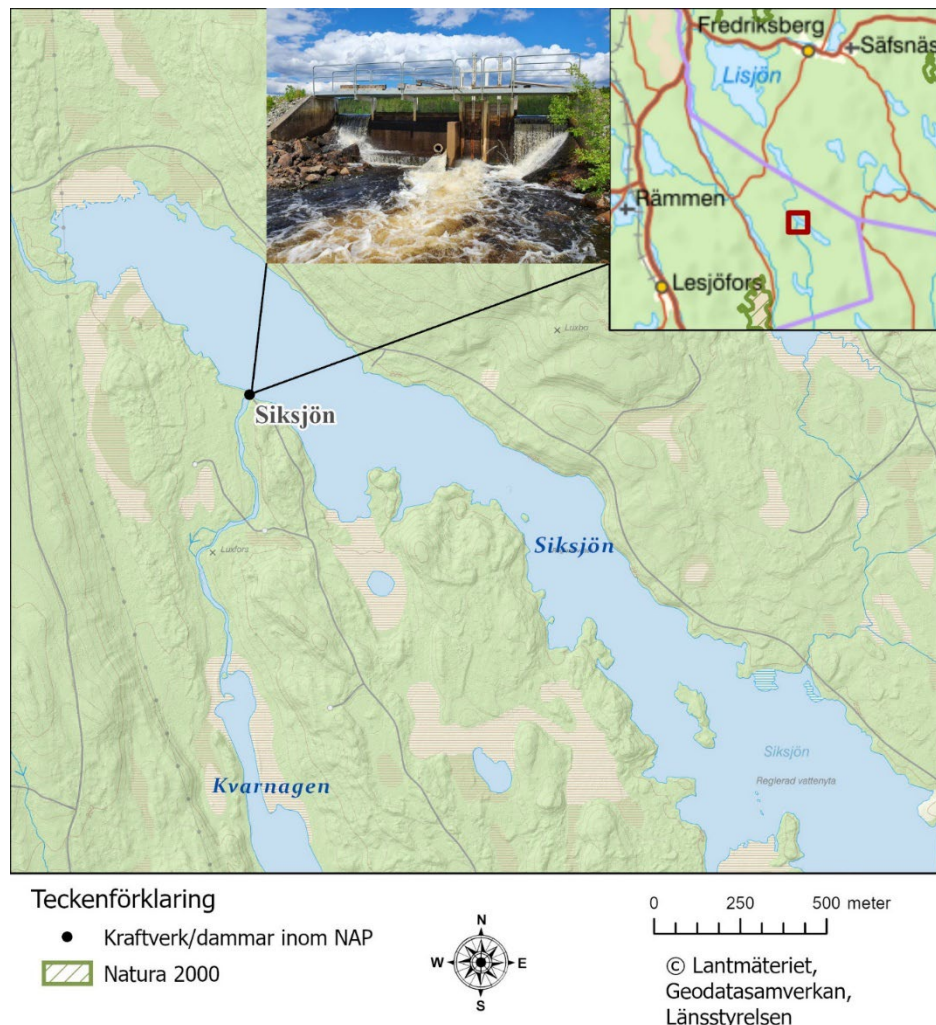 Fredriksberg
Säfsnäs
Lisjön
Rämmen
Lesjöfors
Luxbo
Siksjön
Siksjön
Luxfors
Siksjön
Reglerad vattenyta
Kvarnagen
Teckenförklaring
Kraftverk/dammar inom NAP
Natura 2000
N
W
E
S
0 250 500 meter
© Lantmäteriet,
Geodatasamverkan,
Länsstyrelsen